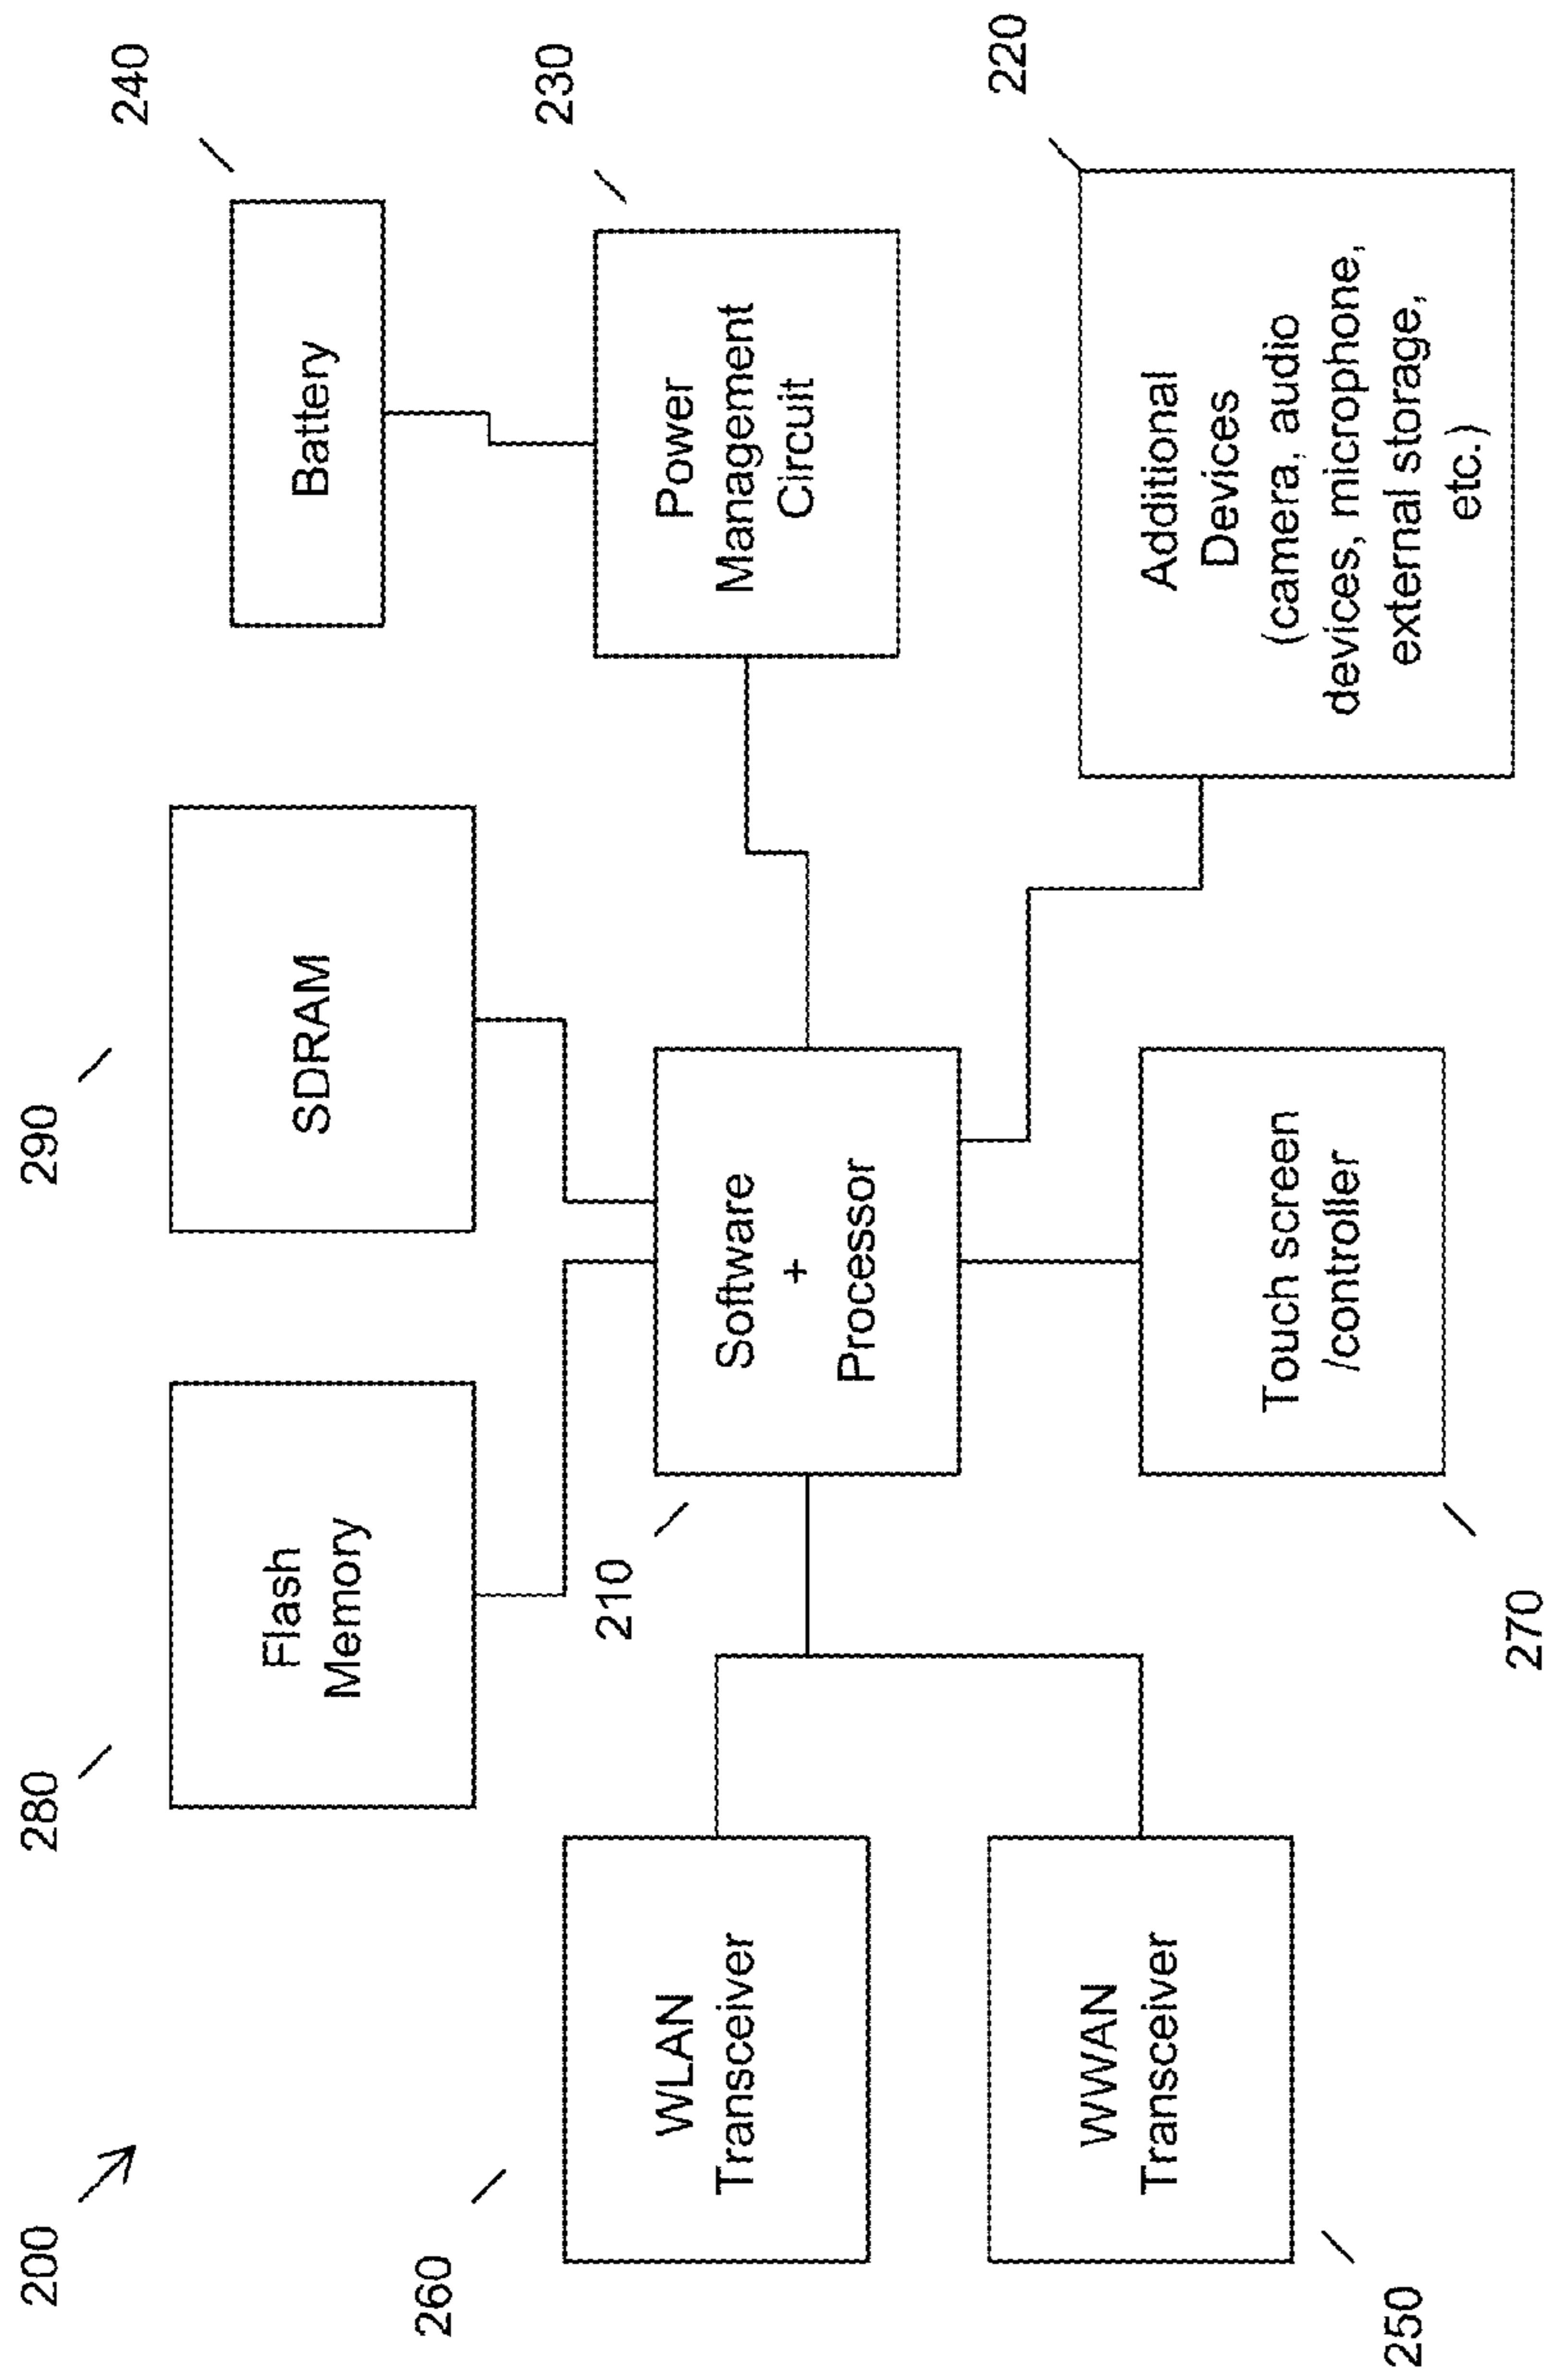 200
280
Flash
Memory
290
SDRAM
240
Battery
260
WLAN
Transceiver
210
Software
+
Processor
230
Power
Management
Circuit
250
WWAN
Transceiver
270
Touch screen
/controller
220
Additional
Devices
(camera, audio
devices, microphone,
external storage,
etc.)